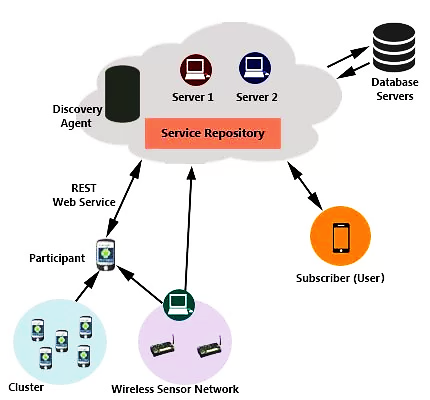 Server 1
Server 2
Discovery
Agent
Service Repository
Database
Servers
REST
Web Service
Participant
Subscriber (User)
Cluster
Wireless Sensor Network